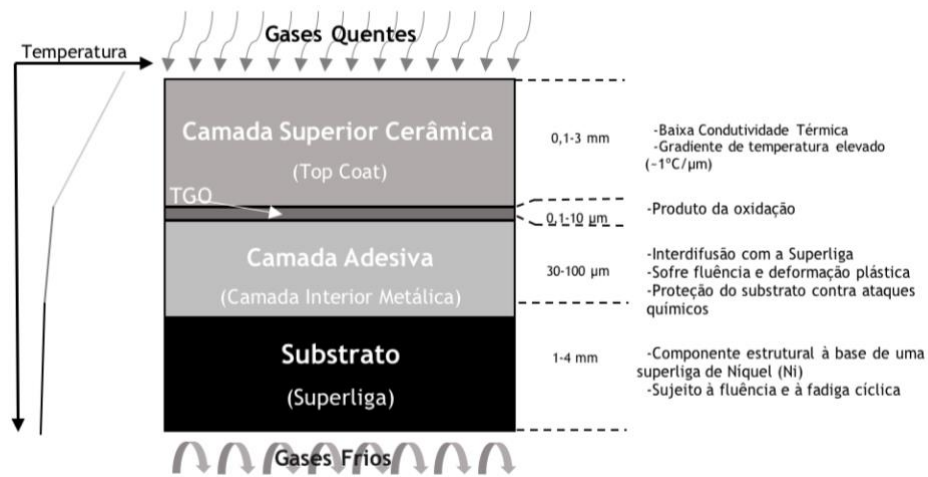 Gases Quentes
Temperatura
Camada Superior Cerâmica
(Top Coat)
0,1-3 mm
-Baixa Condutividade Térmica
-Gradiente de temperatura elevado
(~1ºC/µm)
TGO
0,1-10 µm
-Produto da oxidação
Camada Adesiva
(Camada Interior Metálica)
30-100 µm
-Interdifusão com a Superliga
-Sofre fluência e deformação plástica
-Proteção do substrato contra ataques
químicos
Substrato
(Superliga)
1-4 mm
-Componente estrutural à base de uma
superliga de Níquel (Ni)
-Sujeito à fluência e à fadiga cíclica
Gases Frios